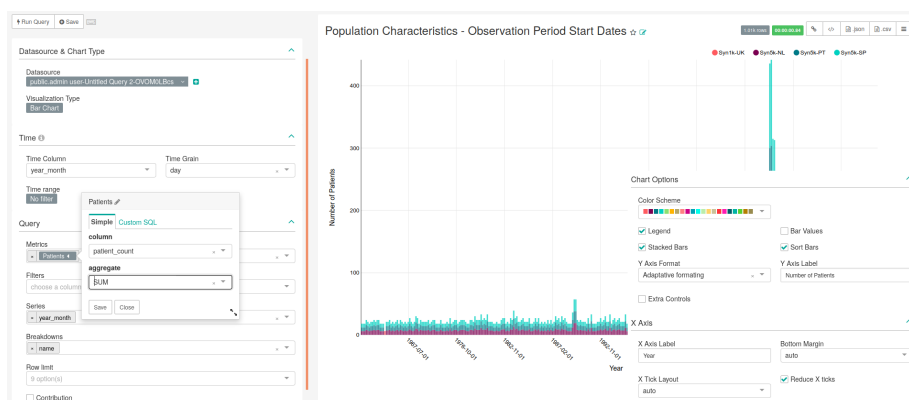 Run Query
Save
Datasource & Chart Type
Datasource
public.admin user-Untitled Query 2-OVOM0LBcs
Visualization Type
Bar Chart
Time
Time Column
Time Grain
year_month
day
Time range
No filter
Query
Metrics
Patients
Filters
choose a column
Series
year_month
Breakdowns
name
Row limit
9 option(s)
Contribution
Patients
Simple
Custom SQL
column
patient_count
aggregate
SUM
Save
Close
Population Characteristics - Observation Period Start Dates
1.01k rows
</> .json .csv
Syn1k-UK
Syn5k-NL
Syn5k-PT
Syn5k-SP
Number of Patients
400
300
200
100
0
1967-07-01
1976-10-01
1982-11-01
1987-02-01
1992-11-01
Year
Chart Options
Color Scheme
Legend
Bar Values
Stacked Bars
Sort Bars
Y Axis Format
Y Axis Label
Adaptative formating
Number of Patients
Extra Controls
X Axis
X Axis Label
Bottom Margin
Year
auto
X Tick Layout
Reduce X ticks
auto